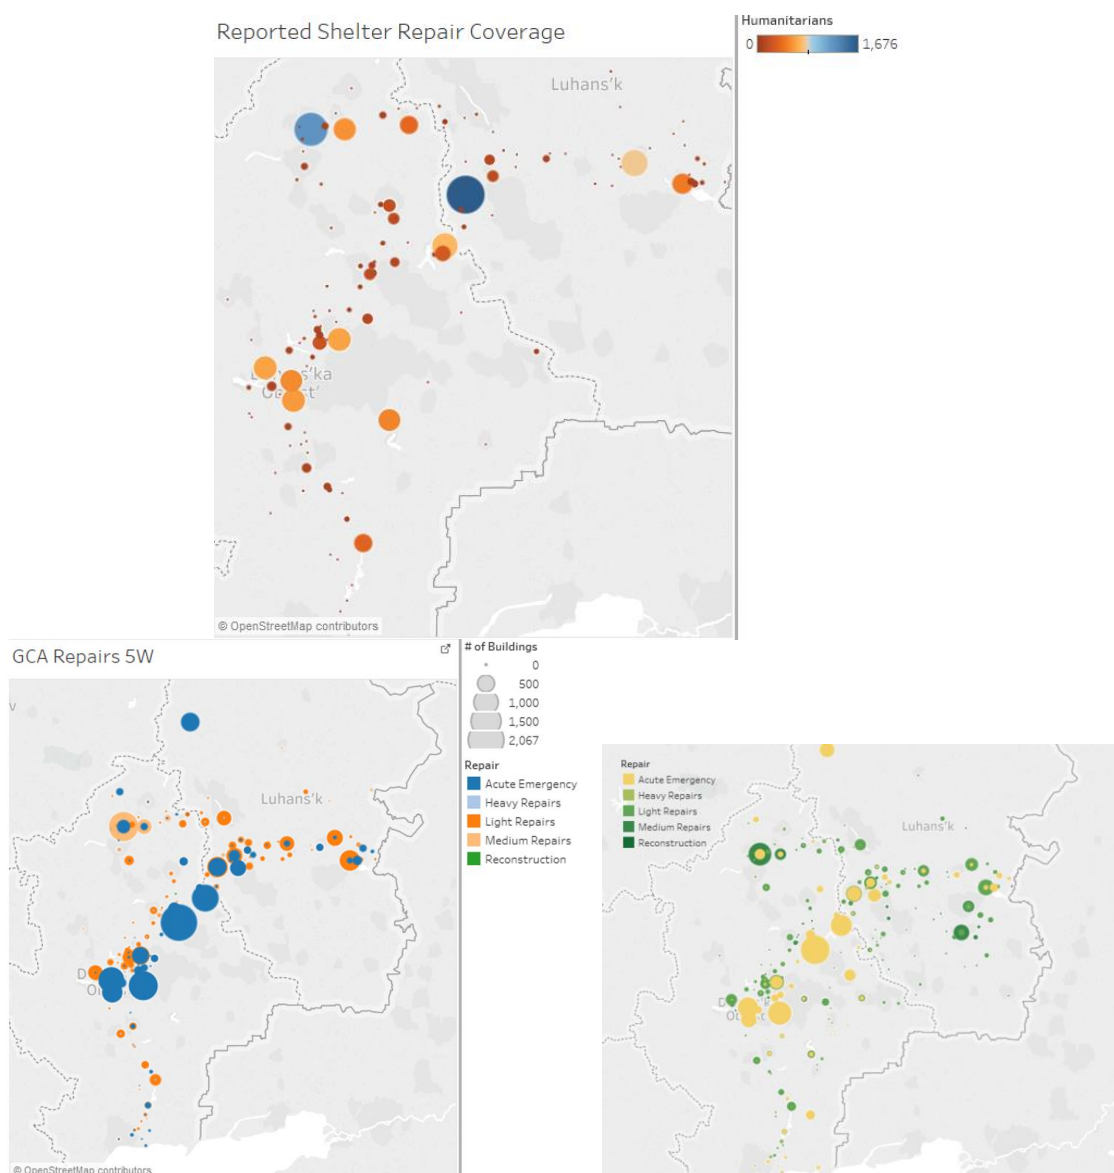 Reported Shelter Repair Coverage
Humanitarians
0 1,676
Luhans'k
s'ka
© OpenStreetMap contributors
GCA Repairs 5W
# of Buildings
0
500
1,000
1,500
2,067
Repair
Acute Emergency
Heavy Repairs
Light Repairs
Medium Repairs
Reconstruction
v
Luhans'k
D
O
© OpenStreetMap contributors
Repair
Acute Emergency
Heavy Repairs
Light Repairs
Medium Repairs
Reconstruction
Luhans'k
D